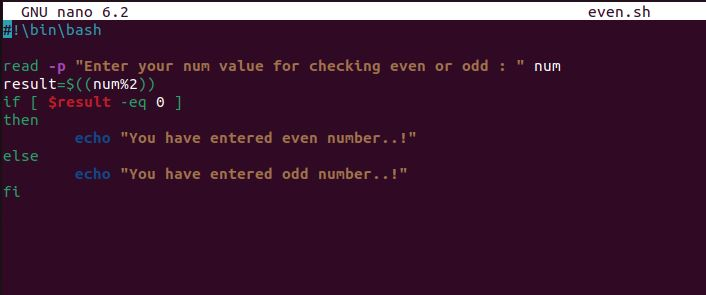 GNU nano 6.2 even.sh
#!\bin\bash
read -p "Enter your num value for checking even or odd : " num
result=$((num%2))
if [ $result -eq 0 ]
then
echo "You have entered even number..!"
else
echo "You have entered odd number..!"
fi